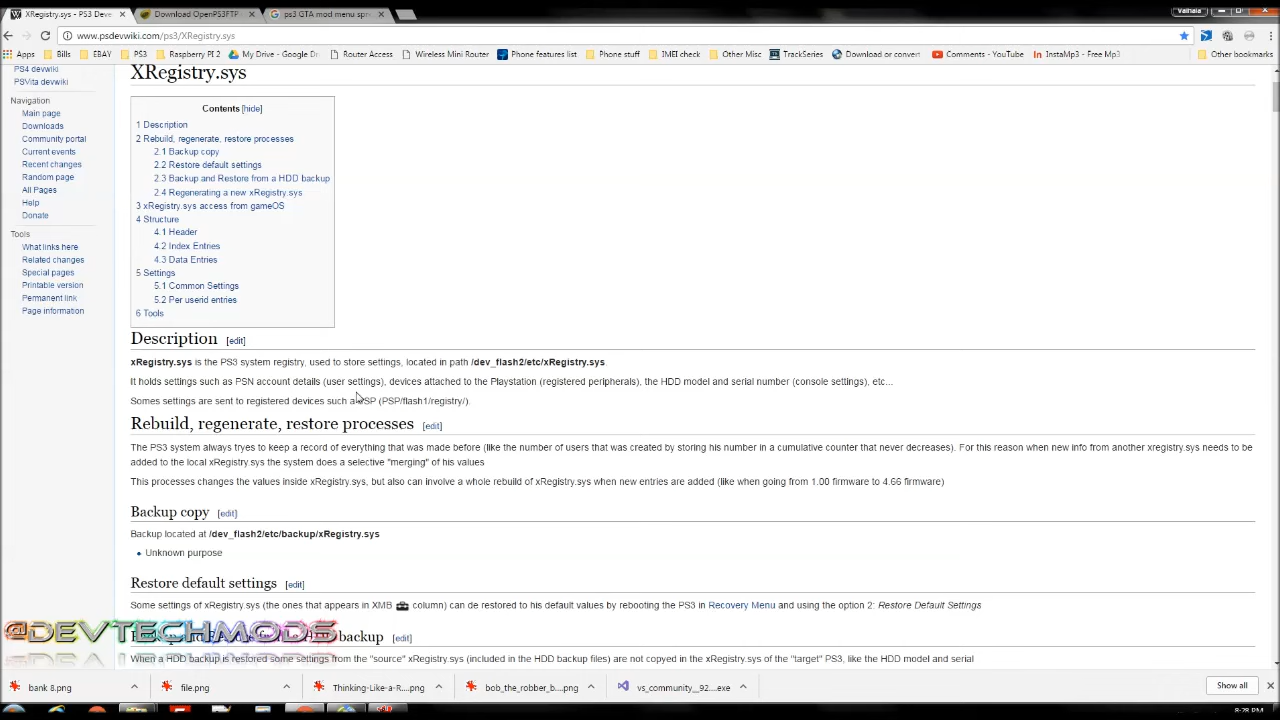 XRegistry.sys - PS3 Deve
Download OpenPS3FTP
ps3 GTA mod menu spr
Valhala
www.psdevwiki.com/ps3/XRegistry.sys
Apps
Bills
EBAY
PS3
Raspberry PI 2
My Drive - Google Dr
Router Access
Wireless Mini Router
Phone features list
Phone stuff
IMEI check
Other Misc
TrackSeries
Download or convert
Comments - YouTube
InstaMp3 - Free Mp3
Other bookmarks
PS4 devwiki
PSVita devwiki
Navigation
Main page
Downloads
Community portal
Current events
Recent changes
Random page
All Pages
Help
Donate
Tools
What links here
Related changes
Special pages
Printable version
Permanent link
Page information
XRegistry.sys
Contents [hide]
1 Description
2 Rebuild, regenerate, restore processes
2.1 Backup copy
2.2 Restore default settings
2.3 Backup and Restore from a HDD backup
2.4 Regenerating a new xRegistry.sys
3 xRegistry.sys access from gameOS
4 Structure
4.1 Header
4.2 Index Entries
4.3 Data Entries
5 Settings
5.1 Common Settings
5.2 Per userid entries
6 Tools
Description [edit]
xRegistry.sys is the PS3 system registry, used to store settings, located in path /dev_flash2/etc/xRegistry.sys
It holds settings such as PSN account details (user settings), devices attached to the Playstation (registered peripherals), the HDD model and serial number (console settings), etc...
Somes settings are sent to registered devices such a PSP (PSP/flash1/registry/).
Rebuild, regenerate, restore processes [edit]
The PS3 system always tryes to keep a record of everything that was made before (like the number of users that was created by storing his number in a cumulative counter that never decreases). For this reason when new info from another xregistry.sys needs to be
added to the local xRegistry.sys the system does a selective "merging" of his values
This processes changes the values inside xRegistry.sys, but also can involve a whole rebuild of xRegistry.sys when new entries are added (like when going from 1.00 firmware to 4.66 firmware)
Backup copy [edit]
Backup located at /dev_flash2/etc/backup/xRegistry.sys
Unknown purpose
Restore default settings [edit]
Some settings of xRegistry.sys (the ones that appears in XMB column) can be restored to his default values by rebooting the PS3 in Recovery Menu and using the option 2: Restore Default Settings
@DEVTECHMODS
backup [edit]
When a HDD backup is restored some settings from the "source" xRegistry.sys (included in the HDD backup files) are not copyed in the xRegistry.sys of the "target" PS3, like the HDD model and serial
bank 8.png
file.png
Thinking-Like-a-R....png
bob_the_robber_b....png
vs_community__92....exe
Show all
8:28 PM